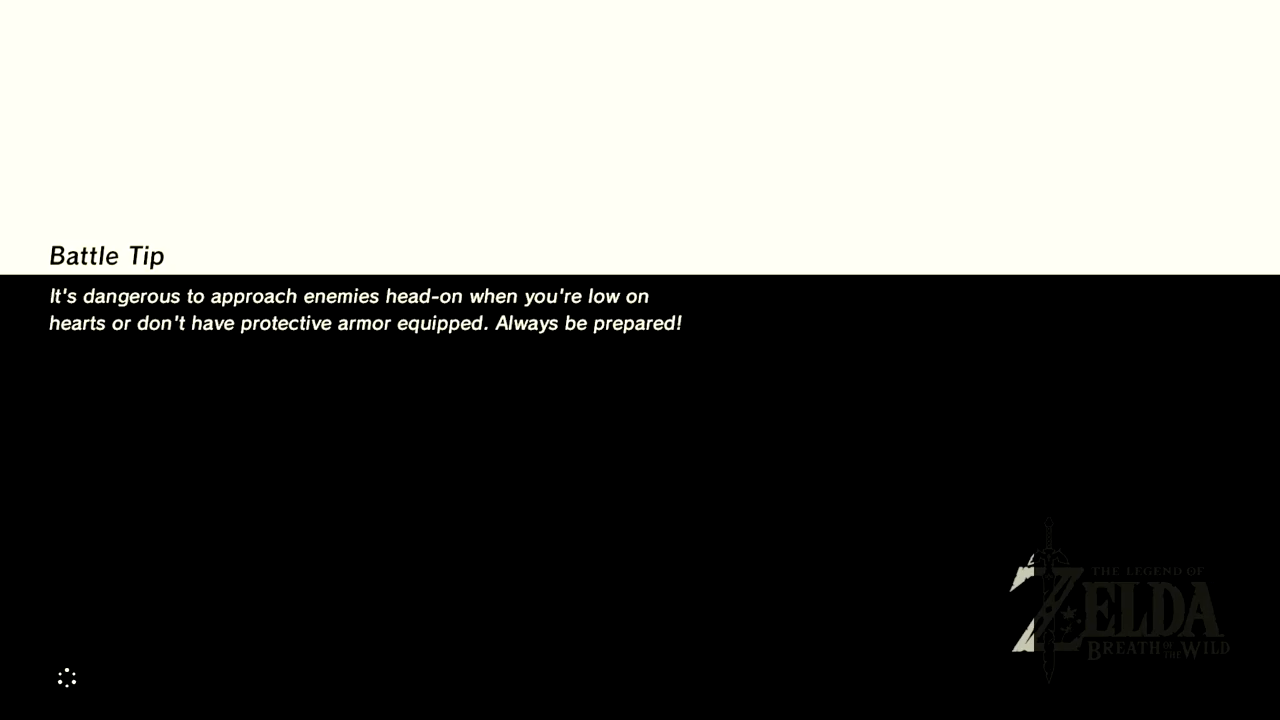 Battle Tip
It's dangerous to approach enemies head-on when you're low on
hearts or don't have protective armor equipped. Always be prepared!
THE LEGEND OF
ZELDA
BREATH OF THE WILD